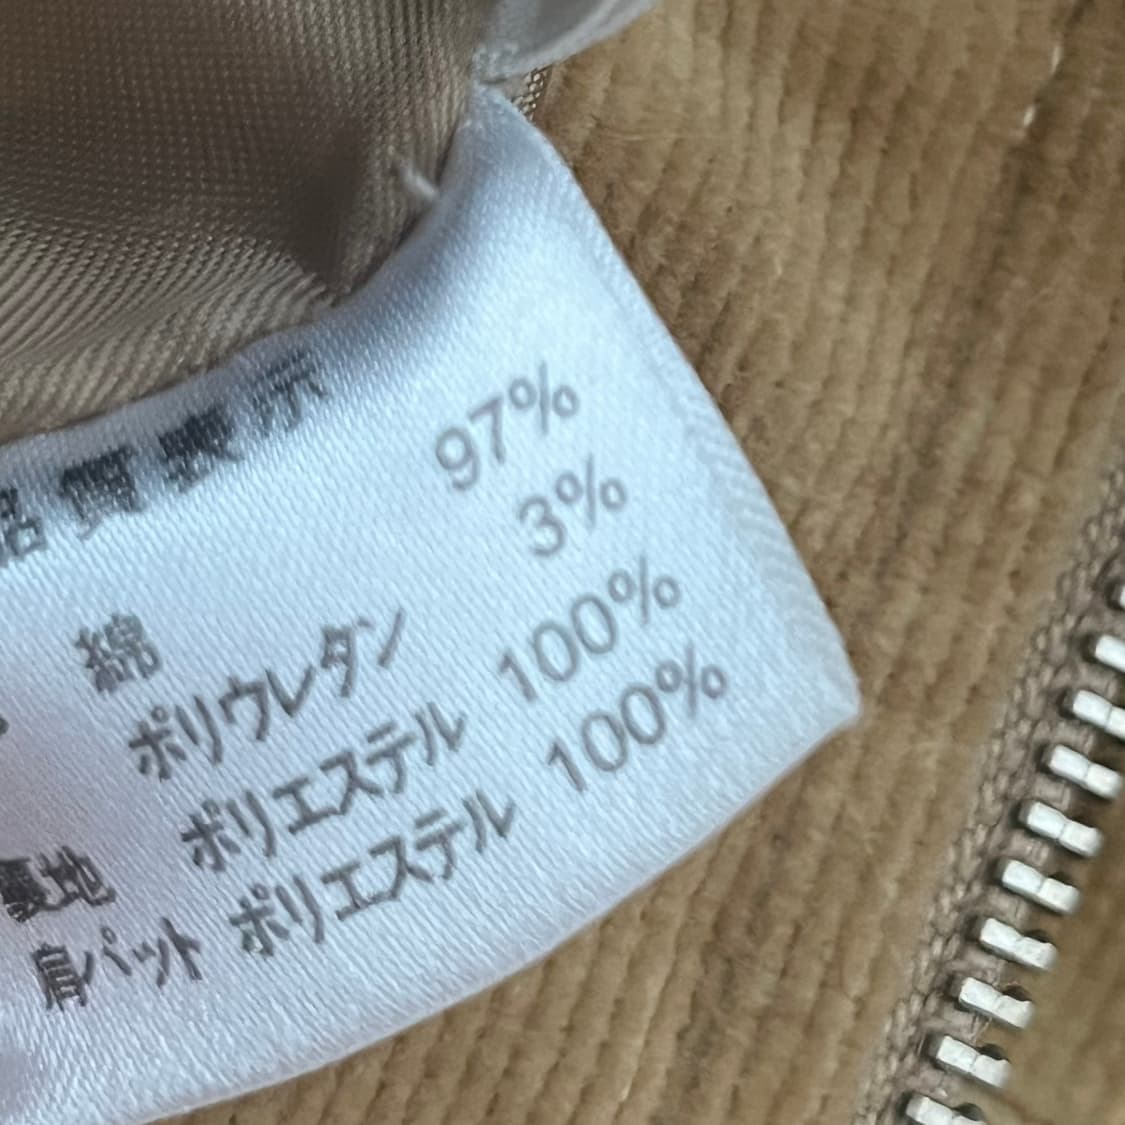 品質表示
綿 97%
ポリウレタン 3%
裏地 ポリエステル 100%
肩パット ポリエステル 100%